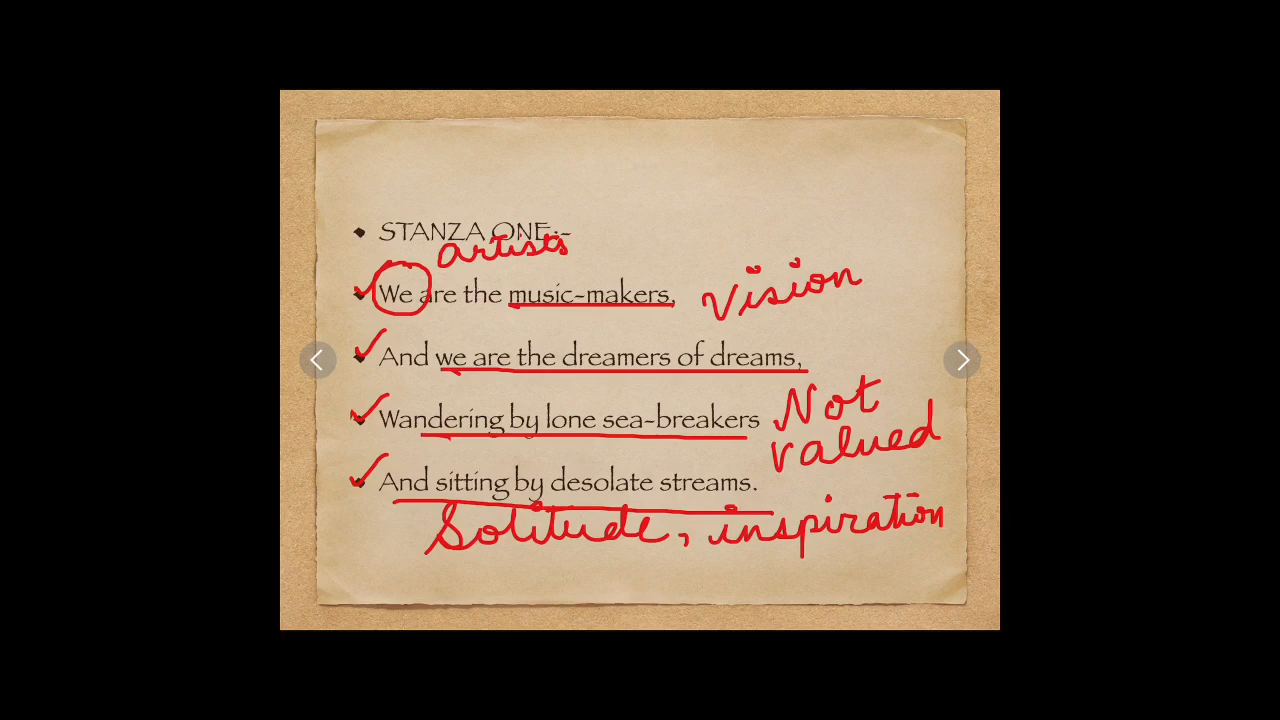 STANZA ONE:-
artists
We are the music-makers,
Vision
And we are the dreamers of dreams,
Wandering by lone sea-breakers
Not
valued
And sitting by desolate streams.
Solitude, inspiration